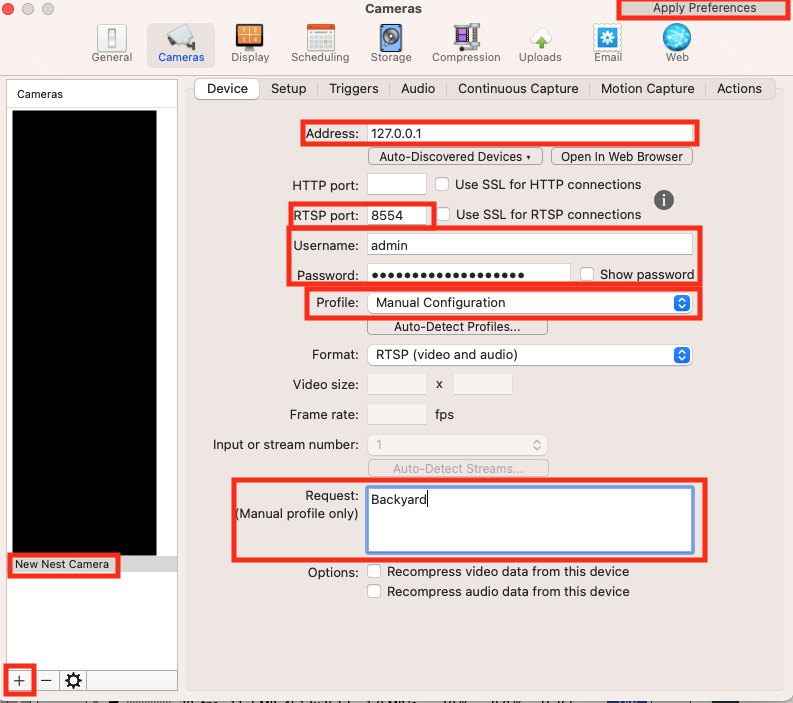 Cameras
Apply Preferences
General
Cameras
Display
Scheduling
Storage
Compression
Uploads
Email
Web
Cameras
Device
Setup
Triggers
Audio
Continuous Capture
Motion Capture
Actions
Address: 127.0.0.1
Auto-Discovered Devices
Open In Web Browser
HTTP port:
Use SSL for HTTP connections
RTSP port: 8554
Use SSL for RTSP connections
Username: admin
Password: ●●●●●●●●●●●●●●●●●●●
Show password
Profile: Manual Configuration
Auto-Detect Profiles...
Format: RTSP (video and audio)
Video size: x
Frame rate: fps
Input or stream number: 1
Auto-Detect Streams...
Request: Backyard
(Manual profile only)
New Nest Camera
Options: Recompress video data from this device
Recompress audio data from this device
+ −